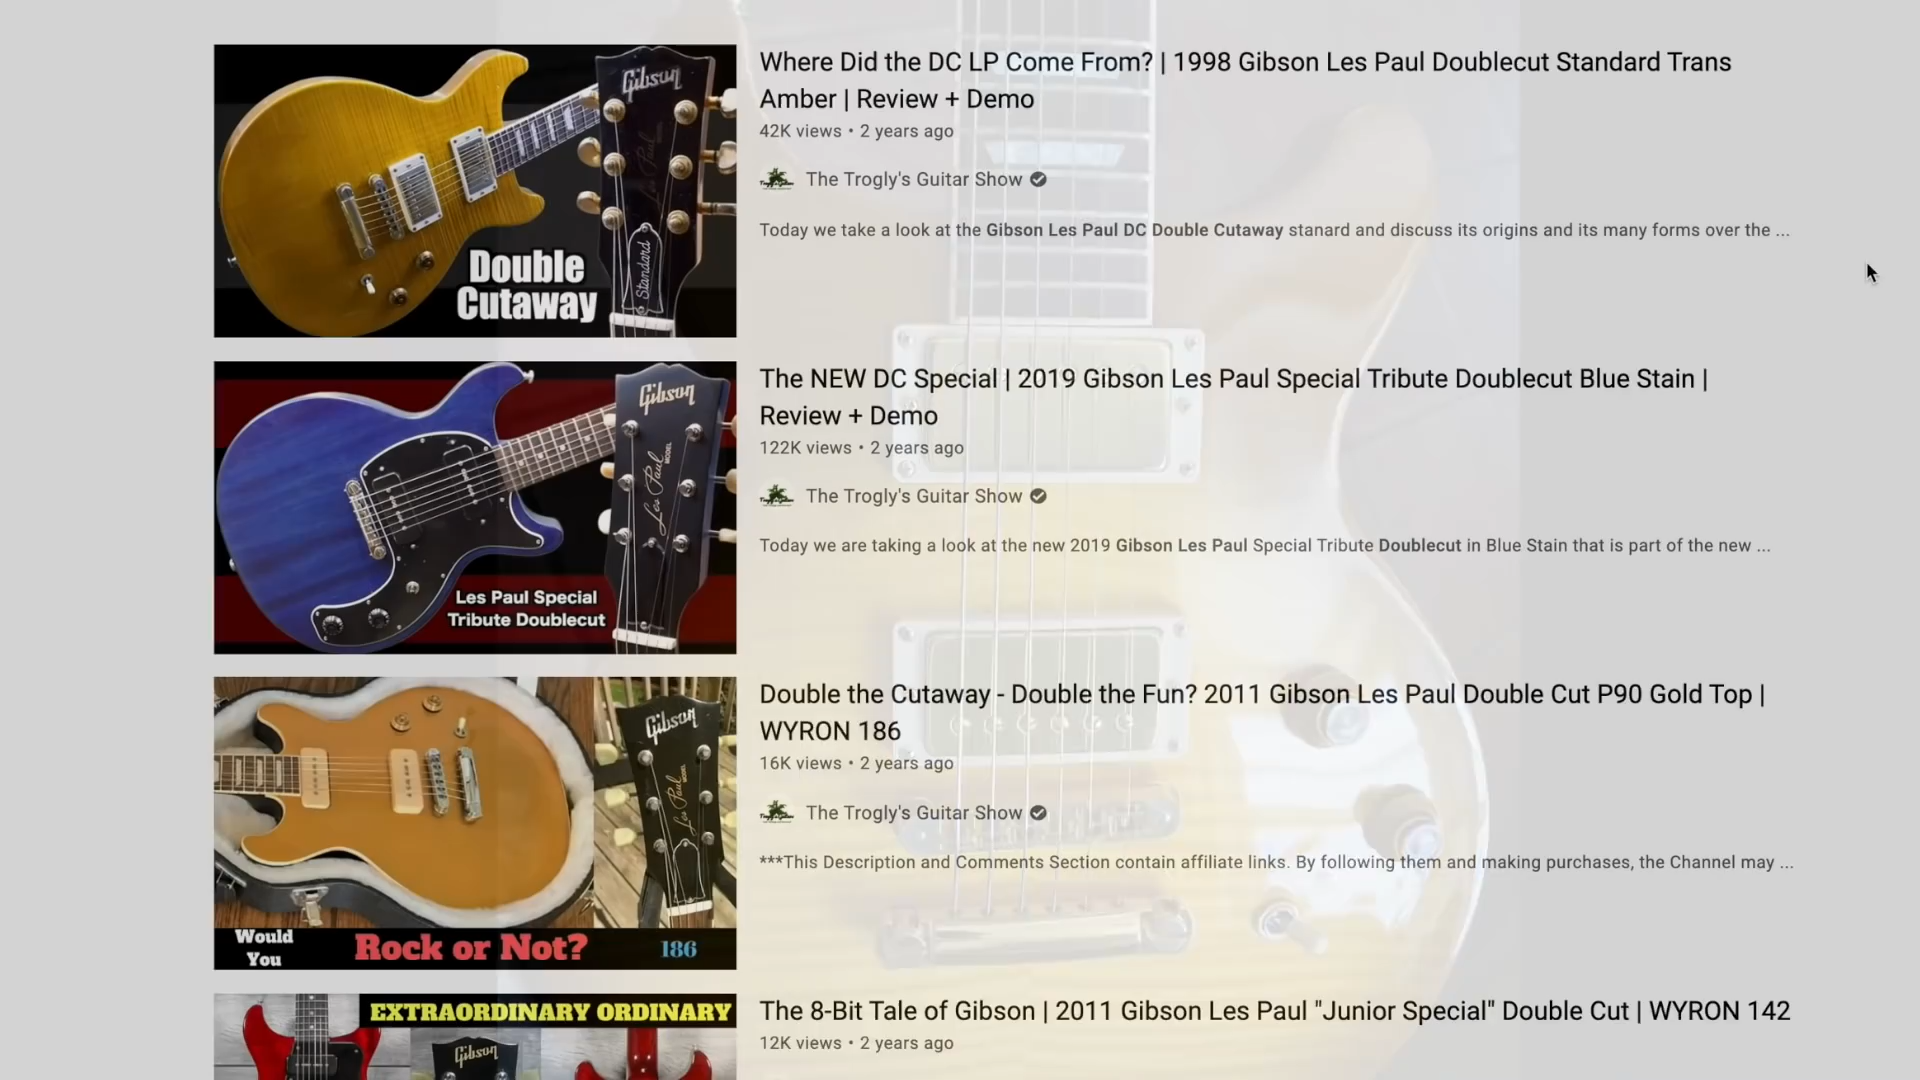 Where Did the DC LP Come From? | 1998 Gibson Les Paul Doublecut Standard Trans
Amber | Review + Demo
42K views • 2 years ago
The Trogly's Guitar Show
Today we take a look at the Gibson Les Paul DC Double Cutaway stanard and discuss its origins and its many forms over the ...
Gibson
Les Paul
MODEL
Standard
Double
Cutaway
The NEW DC Special | 2019 Gibson Les Paul Special Tribute Doublecut Blue Stain |
Review + Demo
122K views • 2 years ago
The Trogly's Guitar Show
Today we are taking a look at the new 2019 Gibson Les Paul Special Tribute Doublecut in Blue Stain that is part of the new ...
Gibson
Les Paul
MODEL
Les Paul Special
Tribute Doublecut
Double the Cutaway - Double the Fun? 2011 Gibson Les Paul Double Cut P90 Gold Top |
WYRON 186
16K views • 2 years ago
The Trogly's Guitar Show
***This Description and Comments Section contain affiliate links. By following them and making purchases, the Channel may ...
Gibson
Les Paul
MODEL
Would
You
Rock or Not?
186
The 8-Bit Tale of Gibson | 2011 Gibson Les Paul "Junior Special" Double Cut | WYRON 142
12K views • 2 years ago
EXTRAORDINARY ORDINARY
Gibson